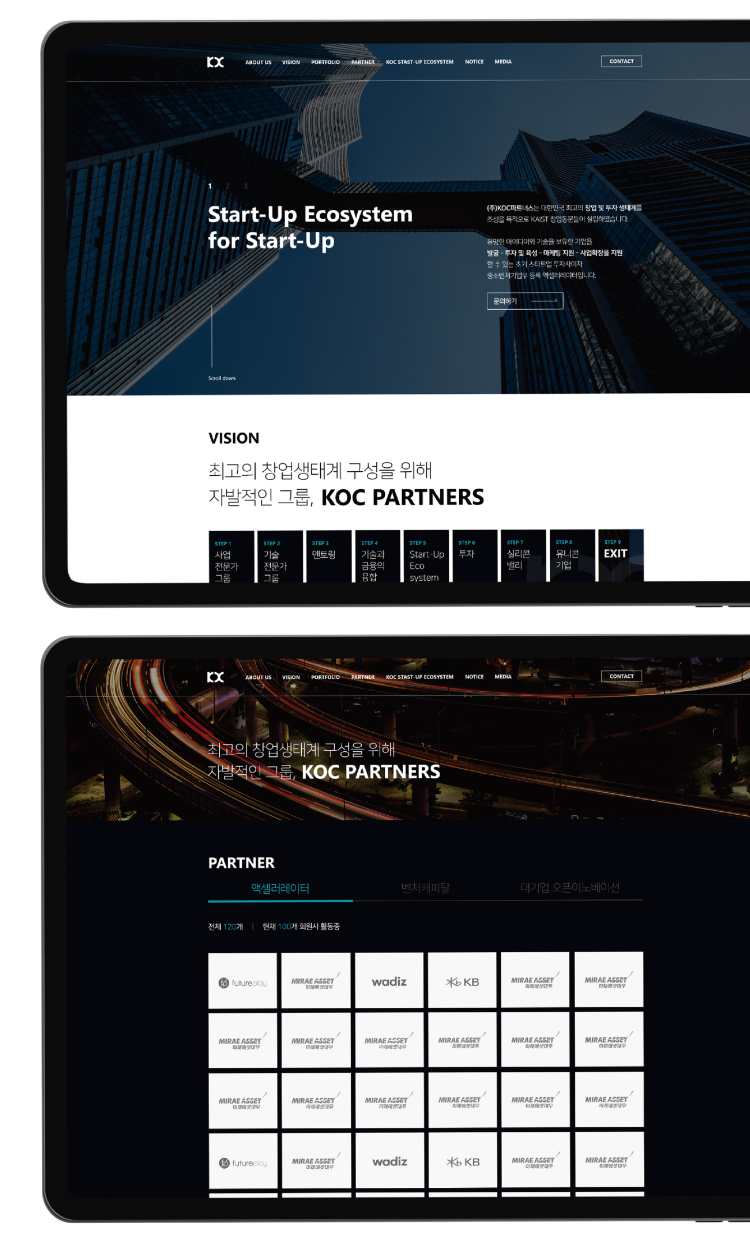 KX ABOUT US VISION PORTFOLIO PARTNER KOC STAST-UP ECOSYSTEM NOTICE MEDIA CONTACT
1 2 3
Start-Up Ecosystem
for Start-Up
(주)KOC파트너스는 대한민국 최고의 창업 및 투자 생태계를
조성을 목적으로 KAIST 창업동문들이 설립하였습니다.
유망한 아이디어와 기술을 보유한 기업을
발굴 - 투자 및 육성 - 마케팅 지원 - 사업확장을 지원
할 수 있는 초기 스타트업 투자사이자
중소벤처기업부 등록 액셀러레이터입니다.
문의하기
Scroll down
VISION
최고의 창업생태계 구성을 위해
자발적인 그룹, KOC PARTNERS
STEP 1
사업
전문가
그룹
STEP 2
기술
전문가
그룹
STEP 3
멘토링
STEP 4
기술과
금융의
융합
STEP 5
Start-Up
Eco
system
STEP 6
투자
STEP 7
실리콘
밸리
STEP 8
유니콘
기업
STEP 9
EXIT
KX ABOUT US VISION PORTFOLIO PARTNER KOC STAST-UP ECOSYSTEM NOTICE MEDIA CONTACT
최고의 창업생태계 구성을 위해
자발적인 그룹, KOC PARTNERS
PARTNER
액셀러레이터 벤처캐피탈 대기업 오픈이노베이션
전체 120개 | 현재 100개 회원사 활동중
futureplay MIRAE ASSET 미래에셋대우 wadiz KB MIRAE ASSET 미래에셋대우 MIRAE ASSET 미래에셋대우
MIRAE ASSET 미래에셋대우 MIRAE ASSET 미래에셋대우 MIRAE ASSET 미래에셋대우 MIRAE ASSET 미래에셋대우 MIRAE ASSET 미래에셋대우 MIRAE ASSET 미래에셋대우
MIRAE ASSET 미래에셋대우 MIRAE ASSET 미래에셋대우 MIRAE ASSET 미래에셋대우 MIRAE ASSET 미래에셋대우 MIRAE ASSET 미래에셋대우 MIRAE ASSET 미래에셋대우
futureplay MIRAE ASSET 미래에셋대우 wadiz KB MIRAE ASSET 미래에셋대우 MIRAE ASSET 미래에셋대우